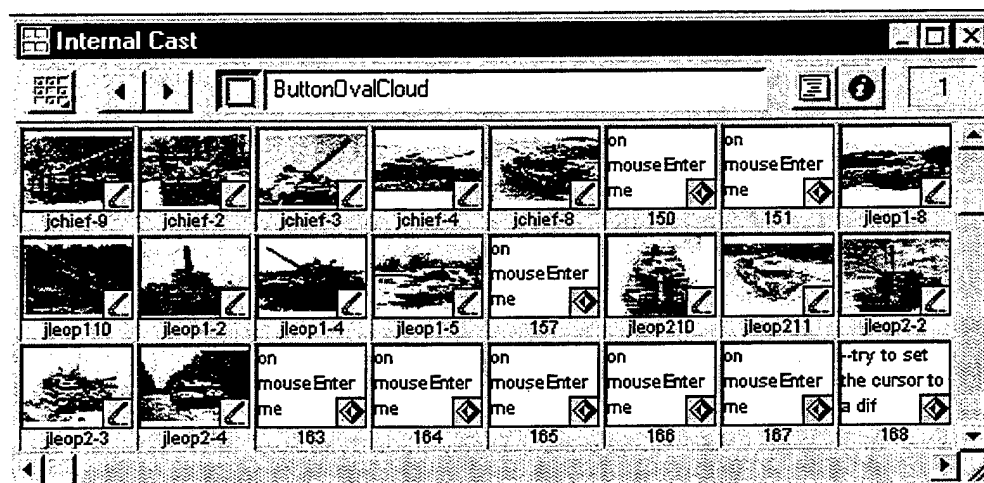 Internal Cast
ButtonOvalCloud
1
on
mouseEnter
me
on
mouseEnter
me
jchief-9
jchief-2
jchief-3
jchief-4
jchief-8
150
151
jleop1-8
on
mouseEnter
me
jleop110
jleop1-2
jleop1-4
jleop1-5
157
jleop210
jleop211
jleop2-2
on
mouseEnter
me
on
mouseEnter
me
on
mouseEnter
me
on
mouseEnter
me
on
mouseEnter
me
--try to set
the cursor to
a dif
jleop2-3
jleop2-4
163
164
165
166
167
168